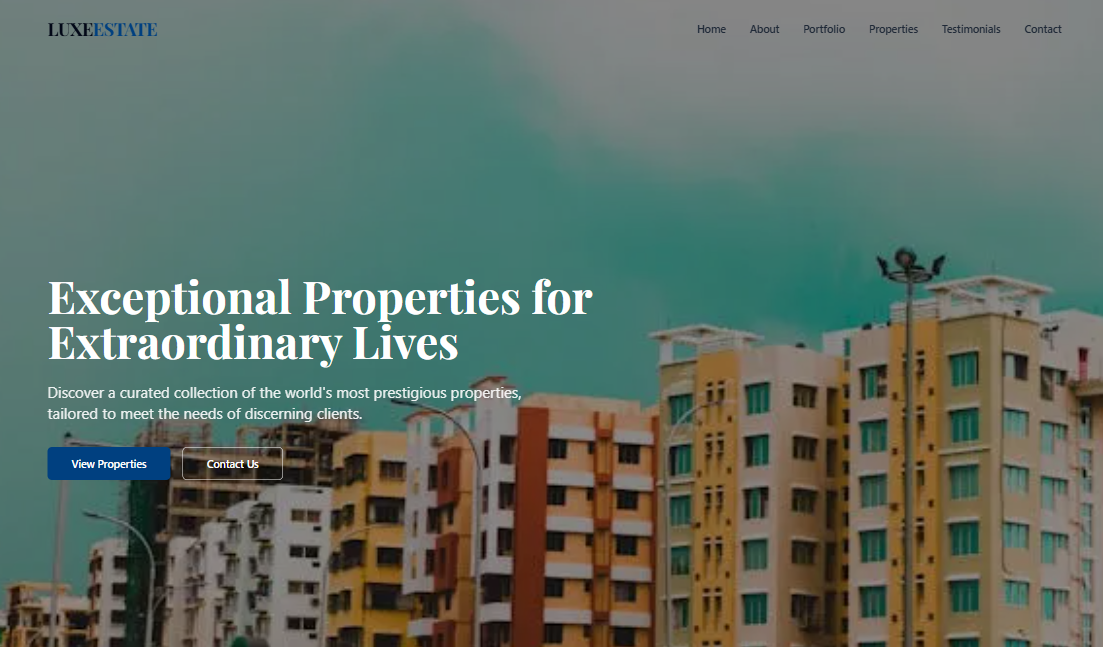 LUXEESTATE
Home About Portfolio Properties Testimonials Contact
Exceptional Properties for
Extraordinary Lives
Discover a curated collection of the world's most prestigious properties,
tailored to meet the needs of discerning clients.
View Properties Contact Us